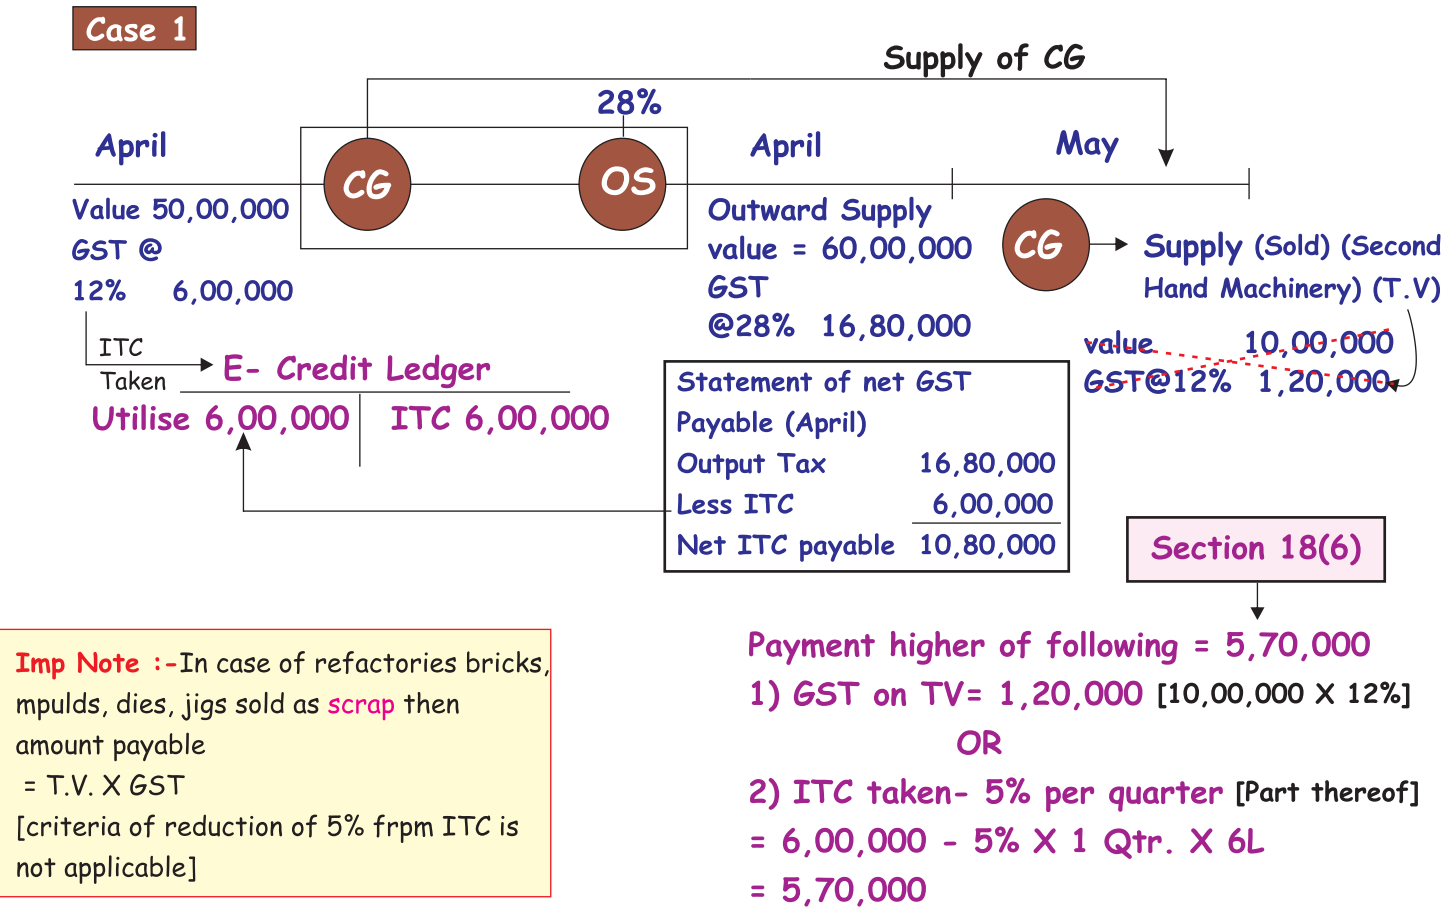 Case 1
Supply of CG
28%
April
CG
OS
April
May
Value 50,00,000
GST @
12% 6,00,000
ITC
Taken
E- Credit Ledger
Utilise 6,00,000 ITC 6,00,000
Outward Supply
value = 60,00,000
GST
@28% 16,80,000
CG
Supply (Sold) (Second
Hand Machinery) (T.V)
value 10,00,000
GST@12% 1,20,000
Statement of net GST
Payable (April)
Output Tax 16,80,000
Less ITC 6,00,000
Net ITC payable 10,80,000
Section 18(6)
Payment higher of following = 5,70,000
1) GST on TV= 1,20,000 [10,00,000 X 12%]
OR
2) ITC taken- 5% per quarter [Part thereof]
= 6,00,000 - 5% X 1 Qtr. X 6L
= 5,70,000
Imp Note :-In case of refactories bricks,
mpulds, dies, jigs sold as scrap then
amount payable
= T.V. X GST
[criteria of reduction of 5% frpm ITC is
not applicable]